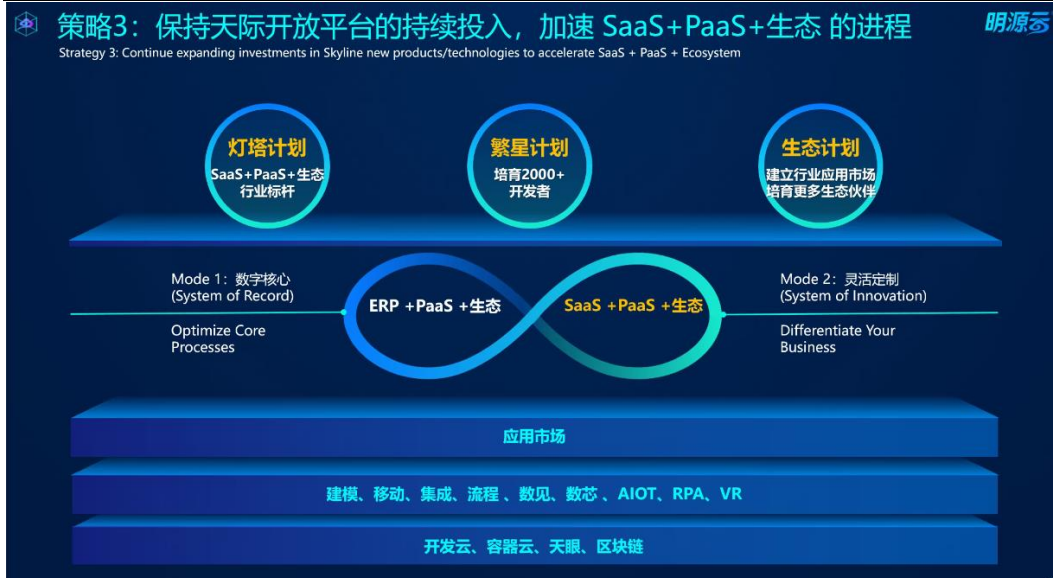 策略3：保持天际开放平台的持续投入，加速 SaaS+PaaS+生态 的进程
明源云
Strategy 3: Continue expanding investments in Skyline new products/technologies to accelerate SaaS + PaaS + Ecosystem
灯塔计划
SaaS+PaaS+生态
行业标杆
繁星计划
培育2000+
开发者
生态计划
建立行业应用市场
培育更多生态伙伴
Mode 1：数字核心
(System of Record)
Optimize Core
Processes
ERP +PaaS +生态
SaaS +PaaS +生态
Mode 2：灵活定制
(System of Innovation)
Differentiate Your
Business
应用市场
建模、移动、集成、流程 、数见、数芯 、AIOT、RPA、VR
开发云、容器云、天眼、区块链